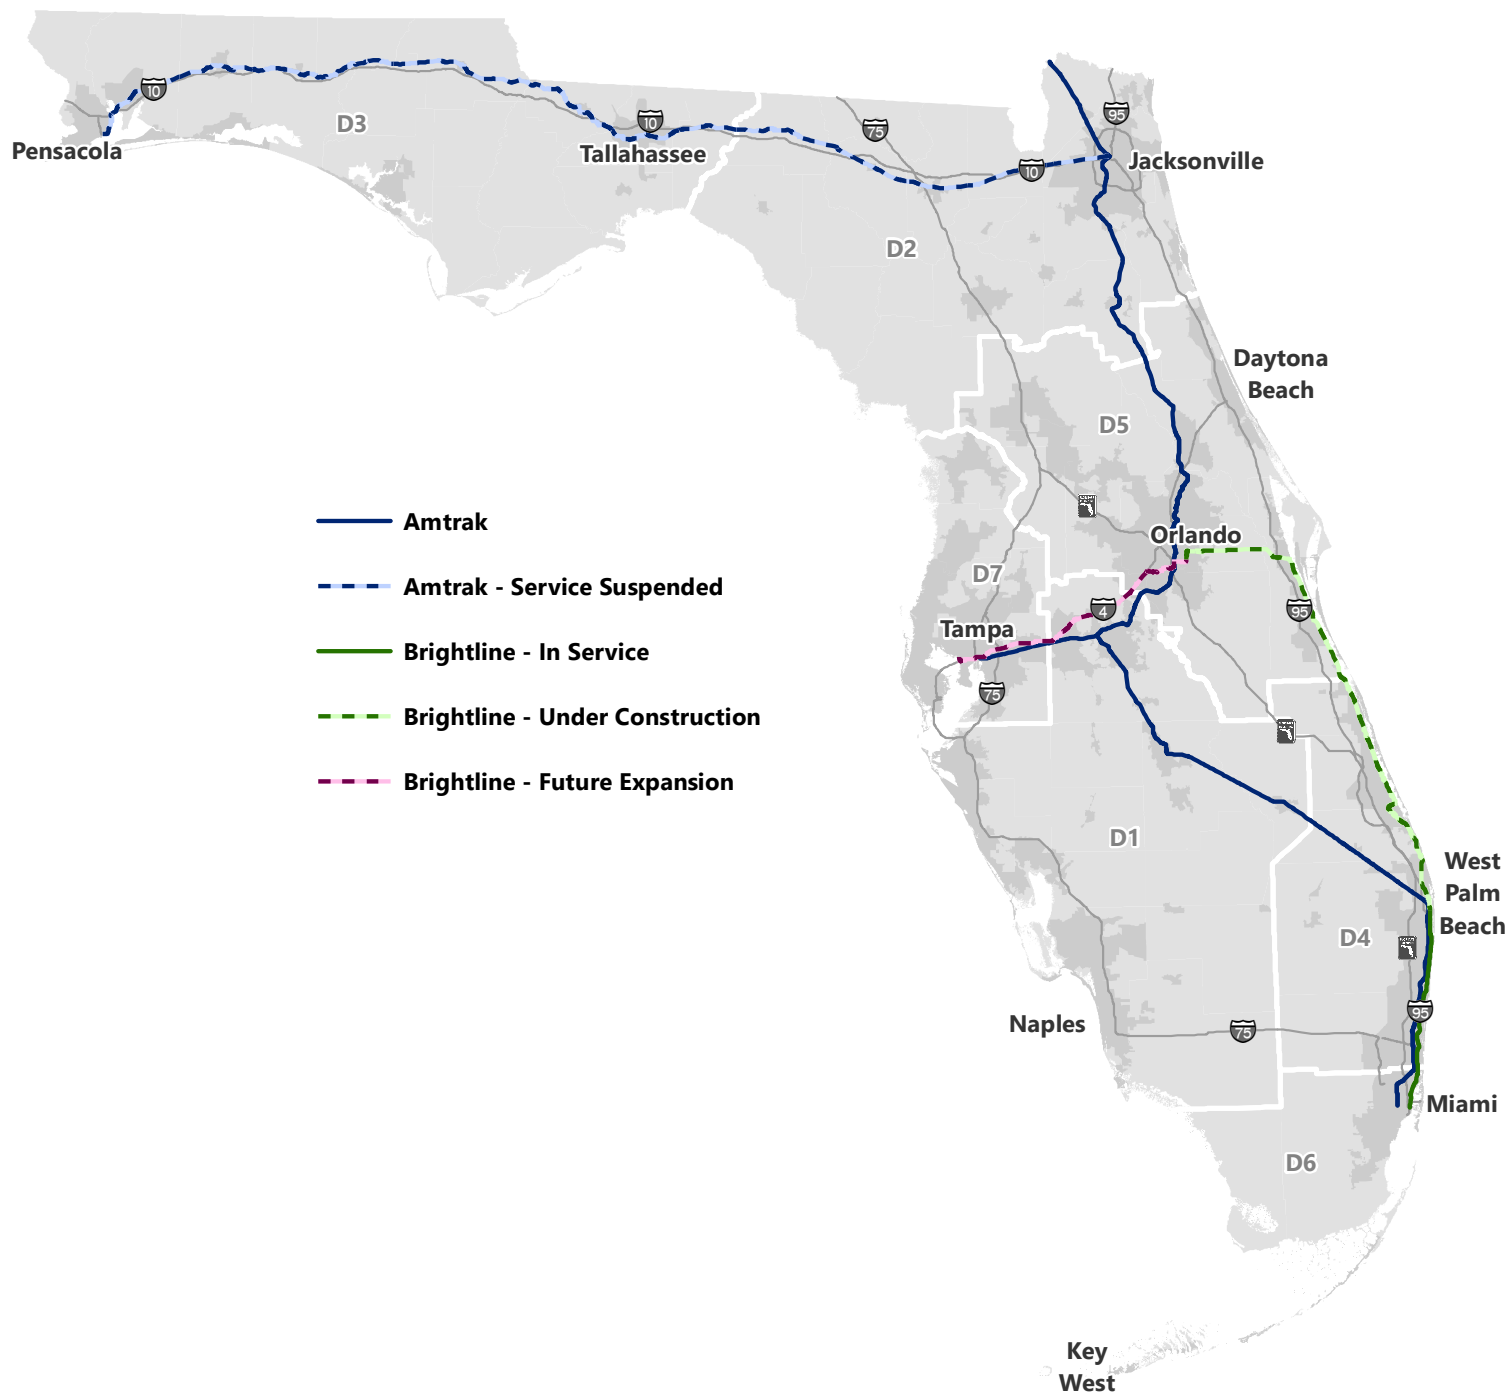 10
D3
Pensacola
10
Tallahassee
75
95
10
Jacksonville
D2
Daytona
Beach
D5
Amtrak
Orlando
Amtrak - Service Suspended
D7
4
95
Tampa
Brightline - In Service
75
Brightline - Under Construction
Brightline - Future Expansion
D1
West
Palm
Beach
D4
95
Naples
75
Miami
D6
Key
West